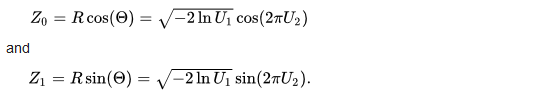 Z₀ = R cos(Θ) = √(−2 ln U₁) cos(2πU₂)
and
Z₁ = R sin(Θ) = √(−2 ln U₁) sin(2πU₂).